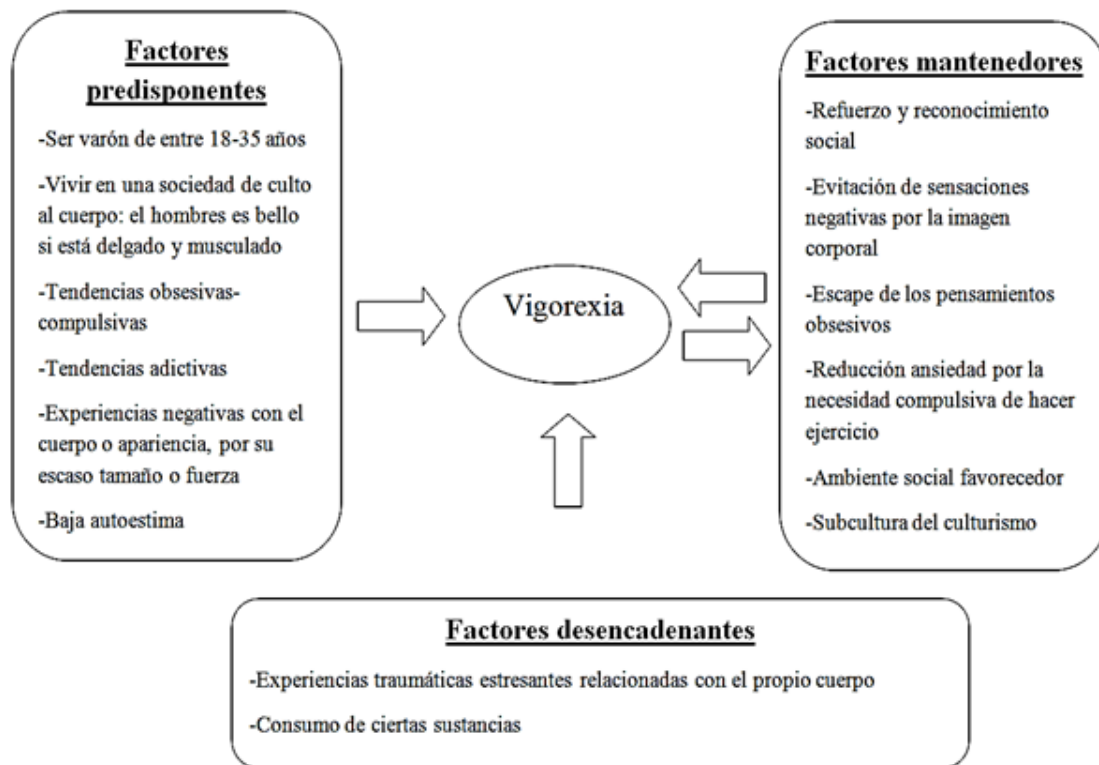 Factores
predisponentes
-Ser varón de entre 18-35 años
-Vivir en una sociedad de culto
al cuerpo: el hombres es bello
si está delgado y musculado
-Tendencias obsesivas-
compulsivas
-Tendencias adictivas
-Experiencias negativas con el
cuerpo o apariencia, por su
escaso tamaño o fuerza
-Baja autoestima
Vigorexia
Factores mantenedores
-Refuerzo y reconocimiento
social
-Evitación de sensaciones
negativas por la imagen
corporal
-Escape de los pensamientos
obsesivos
-Reducción ansiedad por la
necesidad compulsiva de hacer
ejercicio
-Ambiente social favorecedor
-Subcultura del culturismo
Factores desencadenantes
-Experiencias traumáticas estresantes relacionadas con el propio cuerpo
-Consumo de ciertas sustancias